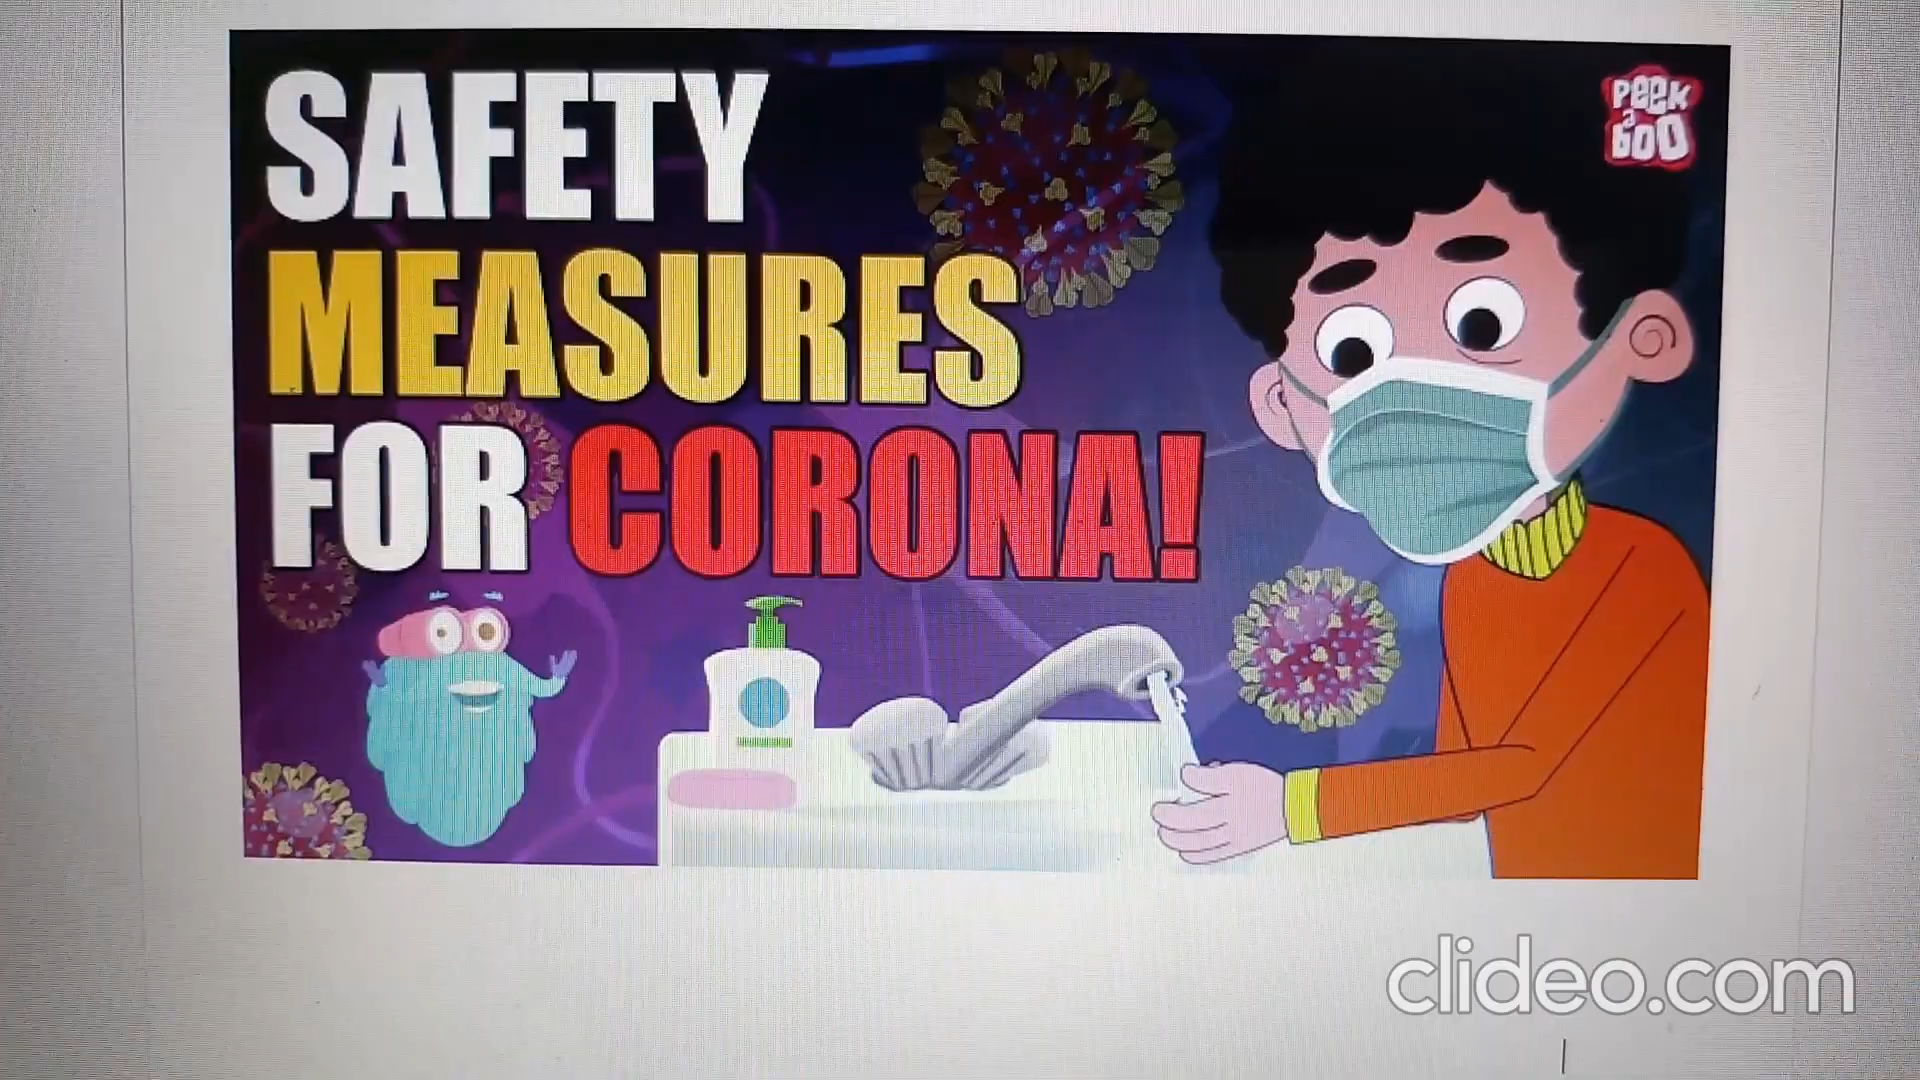 SAFETY
MEASURES
FOR CORONA!
PEEK
a
boo
clideo.com